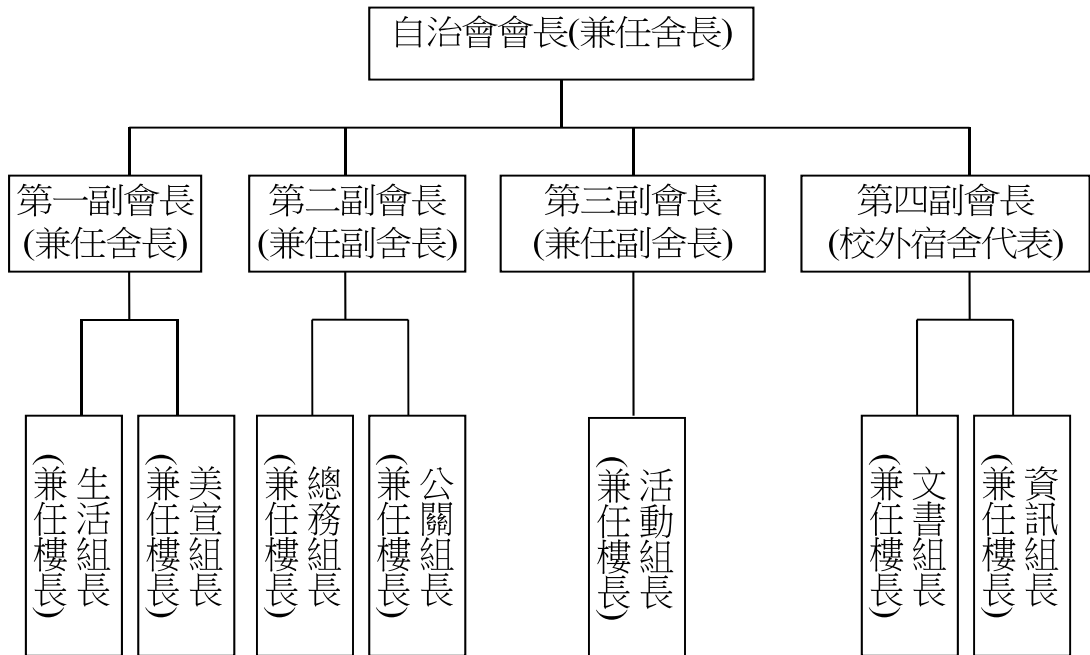 自治會會長(兼任舍長)
第一副會長
(兼任舍長)
第二副會長
(兼任副舍長)
第三副會長
(兼任副舍長)
第四副會長
(校外宿舍代表)
生活組長
(兼任樓長)
美宣組長
(兼任樓長)
總務組長
(兼任樓長)
公關組長
(兼任樓長)
活動組長
(兼任樓長)
文書組長
(兼任樓長)
資訊組長
(兼任樓長)